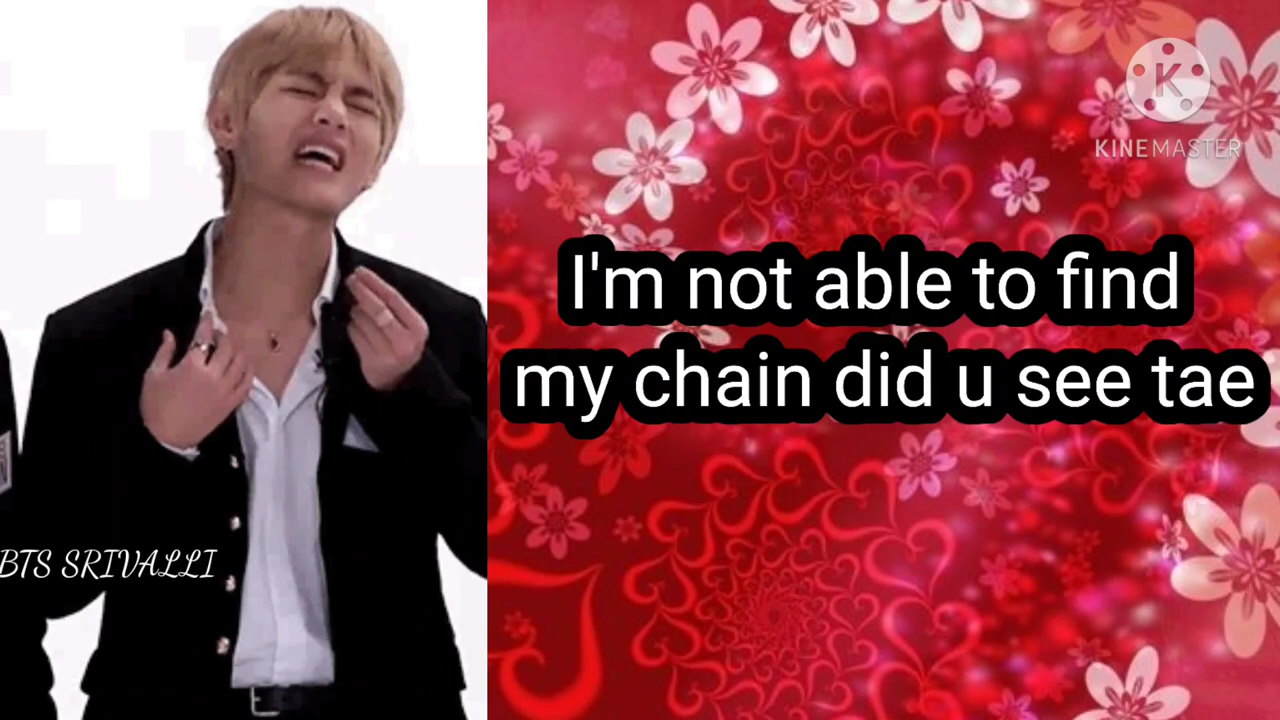 KINEMASTER
I'm not able to find
my chain did u see tae
BTS SRIVALLI